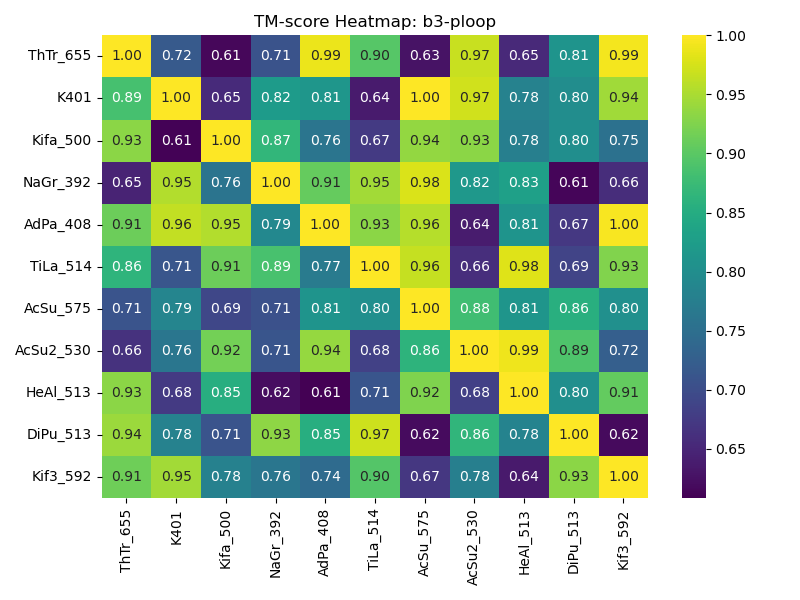 TM-score Heatmap: b3-ploop
ThTr_655 1.00 0.72 0.61 0.71 0.99 0.90 0.63 0.97 0.65 0.81 0.99
K401 0.89 1.00 0.65 0.82 0.81 0.64 1.00 0.97 0.78 0.80 0.94
Kifa_500 0.93 0.61 1.00 0.87 0.76 0.67 0.94 0.93 0.78 0.80 0.75
NaGr_392 0.65 0.95 0.76 1.00 0.91 0.95 0.98 0.82 0.83 0.61 0.66
AdPa_408 0.91 0.96 0.95 0.79 1.00 0.93 0.96 0.64 0.81 0.67 1.00
TiLa_514 0.86 0.71 0.91 0.89 0.77 1.00 0.96 0.66 0.98 0.69 0.93
AcSu_575 0.71 0.79 0.69 0.71 0.81 0.80 1.00 0.88 0.81 0.86 0.80
AcSu2_530 0.66 0.76 0.92 0.71 0.94 0.68 0.86 1.00 0.99 0.89 0.72
HeAl_513 0.93 0.68 0.85 0.62 0.61 0.71 0.92 0.68 1.00 0.80 0.91
DiPu_513 0.94 0.78 0.71 0.93 0.85 0.97 0.62 0.86 0.78 1.00 0.62
Kif3_592 0.91 0.95 0.78 0.76 0.74 0.90 0.67 0.78 0.64 0.93 1.00
ThTr_655 K401 Kifa_500 NaGr_392 AdPa_408 TiLa_514 AcSu_575 AcSu2_530 HeAl_513 DiPu_513 Kif3_592
1.00
0.95
0.90
0.85
0.80
0.75
0.70
0.65